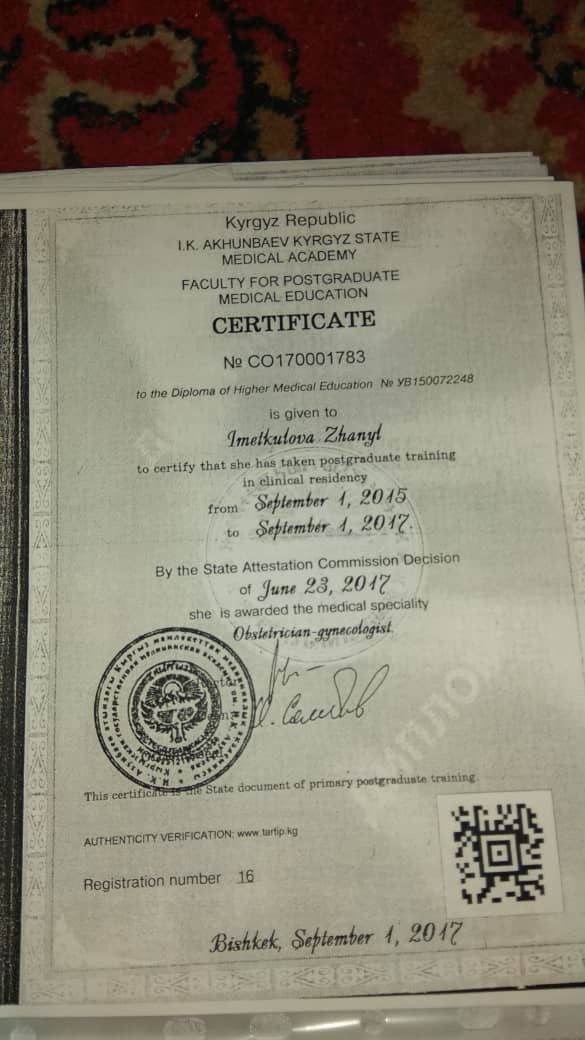 Kyrgyz Republic
I.K. AKHUNBAEV KYRGYZ STATE
MEDICAL ACADEMY
FACULTY FOR POSTGRADUATE
MEDICAL EDUCATION
CERTIFICATE
№ CO170001783
to the Diploma of Higher Medical Education № УВ150072248
is given to
Imetkulova Zhanyl
to certify that she has taken postgraduate training
in clinical residency
from September 1, 2015
to September 1, 2017.
By the State Attestation Commission Decision
of June 23, 2017
she is awarded the medical speciality
Obstetrician-gynecologist.
This certificate is the State document of primary postgraduate training.
AUTHENTICITY VERIFICATION: www.tartip.kg
Registration number 16
Bishkek, September 1, 2017